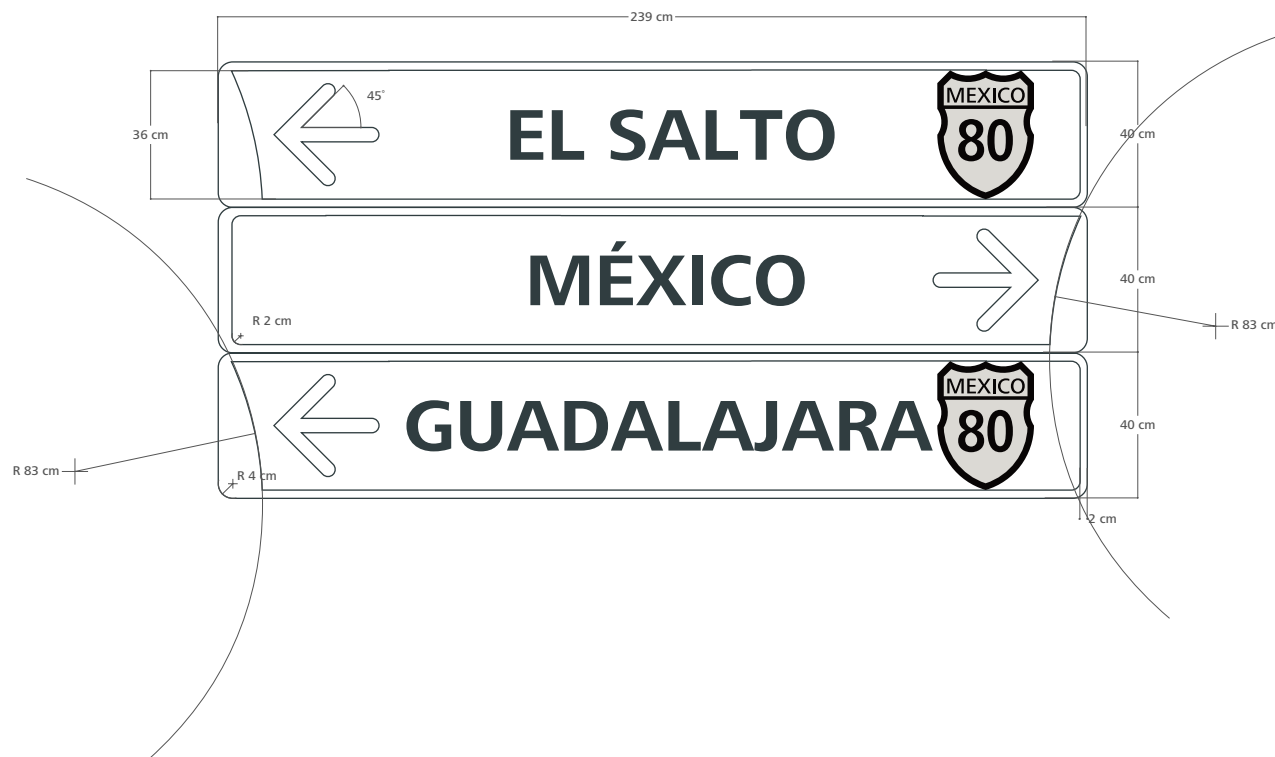 239 cm
45°
36 cm
EL SALTO
MEXICO
80
40 cm
MÉXICO
40 cm
R 2 cm
R 83 cm
GUADALAJARA
MEXICO
80
40 cm
R 83 cm
R 4 cm
2 cm